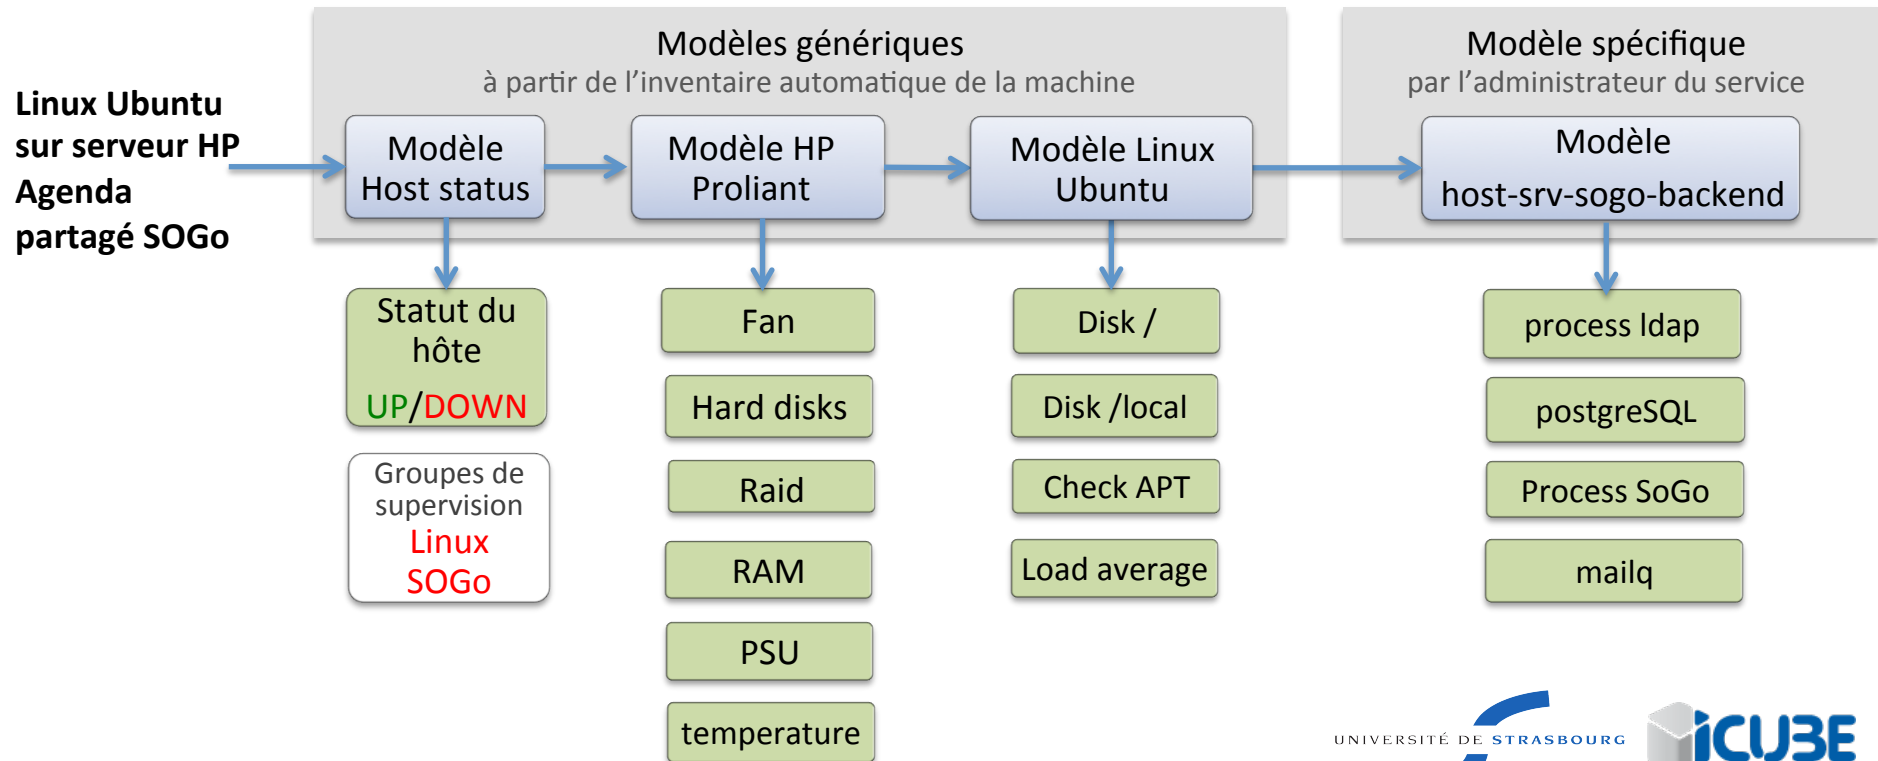 Linux Ubuntu
sur serveur HP
Agenda
partagé SOGo
Modèles génériques
à partir de l'inventaire automatique de la machine
Modèle
Host status
Modèle HP
Proliant
Modèle Linux
Ubuntu
Modèle spécifique
par l'administrateur du service
Modèle
host-srv-sogo-backend
Statut du
hôte
UP/DOWN
Groupes de
supervision
Linux
SOGo
Fan
Hard disks
Raid
RAM
PSU
temperature
Disk /
Disk /local
Check APT
Load average
process ldap
postgreSQL
Process SoGo
mailq
UNIVERSITÉ DE STRASBOURG
iCUBE